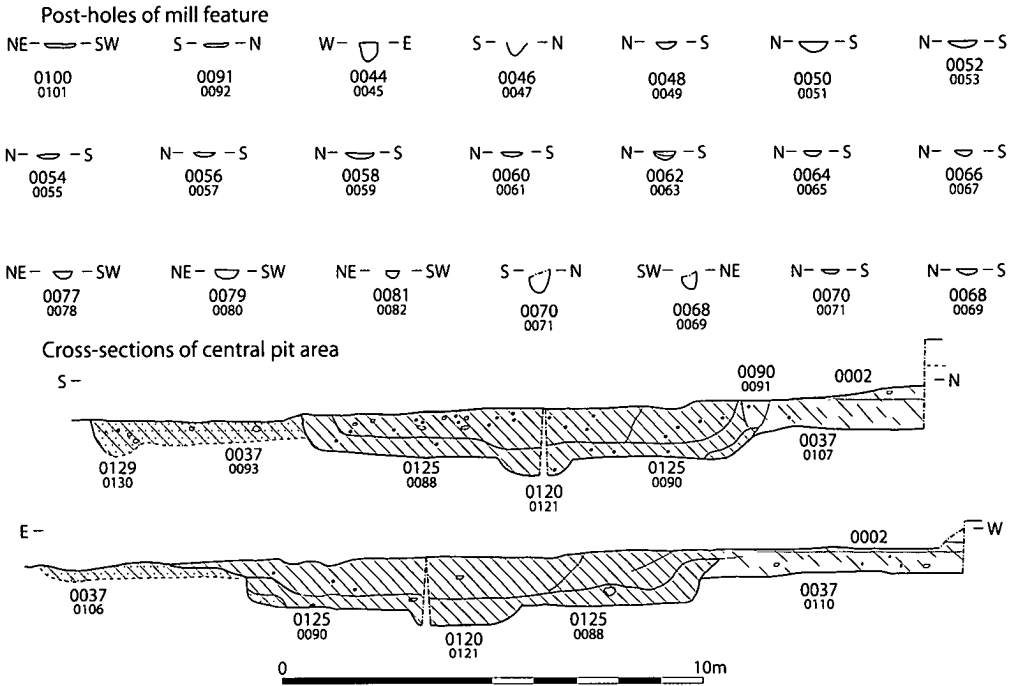 Post-holes of mill feature
NE- -SW S- -N W- -E S- -N N- -S N- -S N- -S
0100 0091 0044 0046 0048 0050 0052
0101 0092 0045 0047 0049 0051 0053
N- -S N- -S N- -S N- -S N- -S N- -S N- -S
0054 0056 0058 0060 0062 0064 0066
0055 0057 0059 0061 0063 0065 0067
NE- -SW NE- -SW NE- -SW S- -N SW- -NE N- -S N- -S
0077 0079 0081 0070 0068 0070 0068
0078 0080 0082 0071 0069 0071 0069
Cross-sections of central pit area
S- 0090 0002 -N
0091
0129 0037 0125 0120 0125 0037
0130 0093 0088 0121 0090 0107
E- 0002 -W
0037 0125 0120 0125 0037
0106 0090 0121 0088 0110
0 10m